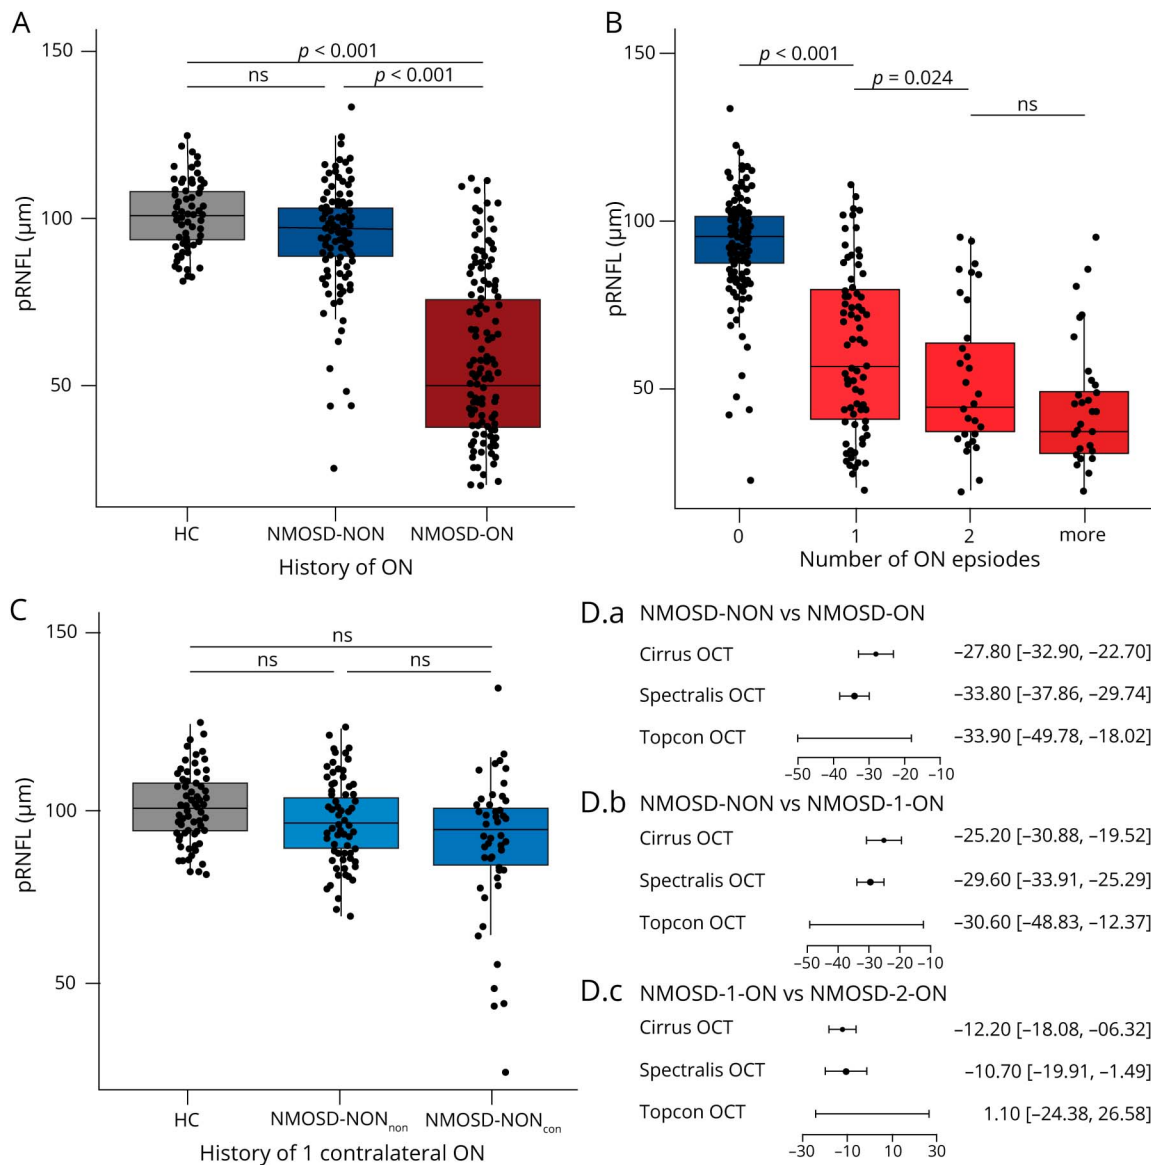 A
150
100
50
pRNFL (μm)
p < 0.001
ns
p < 0.001
HC
NMOSD-NON
NMOSD-ON
History of ON
B
150
100
50
pRNFL (μm)
p < 0.001
p = 0.024
ns
0
1
2
more
Number of ON epsiodes
C
150
100
50
pRNFL (μm)
ns
ns
ns
HC
NMOSD-NONnon
NMOSD-NONcon
History of 1 contralateral ON
D.a NMOSD-NON vs NMOSD-ON
Cirrus OCT –27.80 [–32.90, –22.70]
Spectralis OCT –33.80 [–37.86, –29.74]
Topcon OCT –33.90 [–49.78, –18.02]
–50 –40 –30 –20 –10
D.b NMOSD-NON vs NMOSD-1-ON
Cirrus OCT –25.20 [–30.88, –19.52]
Spectralis OCT –29.60 [–33.91, –25.29]
Topcon OCT –30.60 [–48.83, –12.37]
–50 –40 –30 –20 –10
D.c NMOSD-1-ON vs NMOSD-2-ON
Cirrus OCT –12.20 [–18.08, –06.32]
Spectralis OCT –10.70 [–19.91, –1.49]
Topcon OCT 1.10 [–24.38, 26.58]
–30 –10 10 30